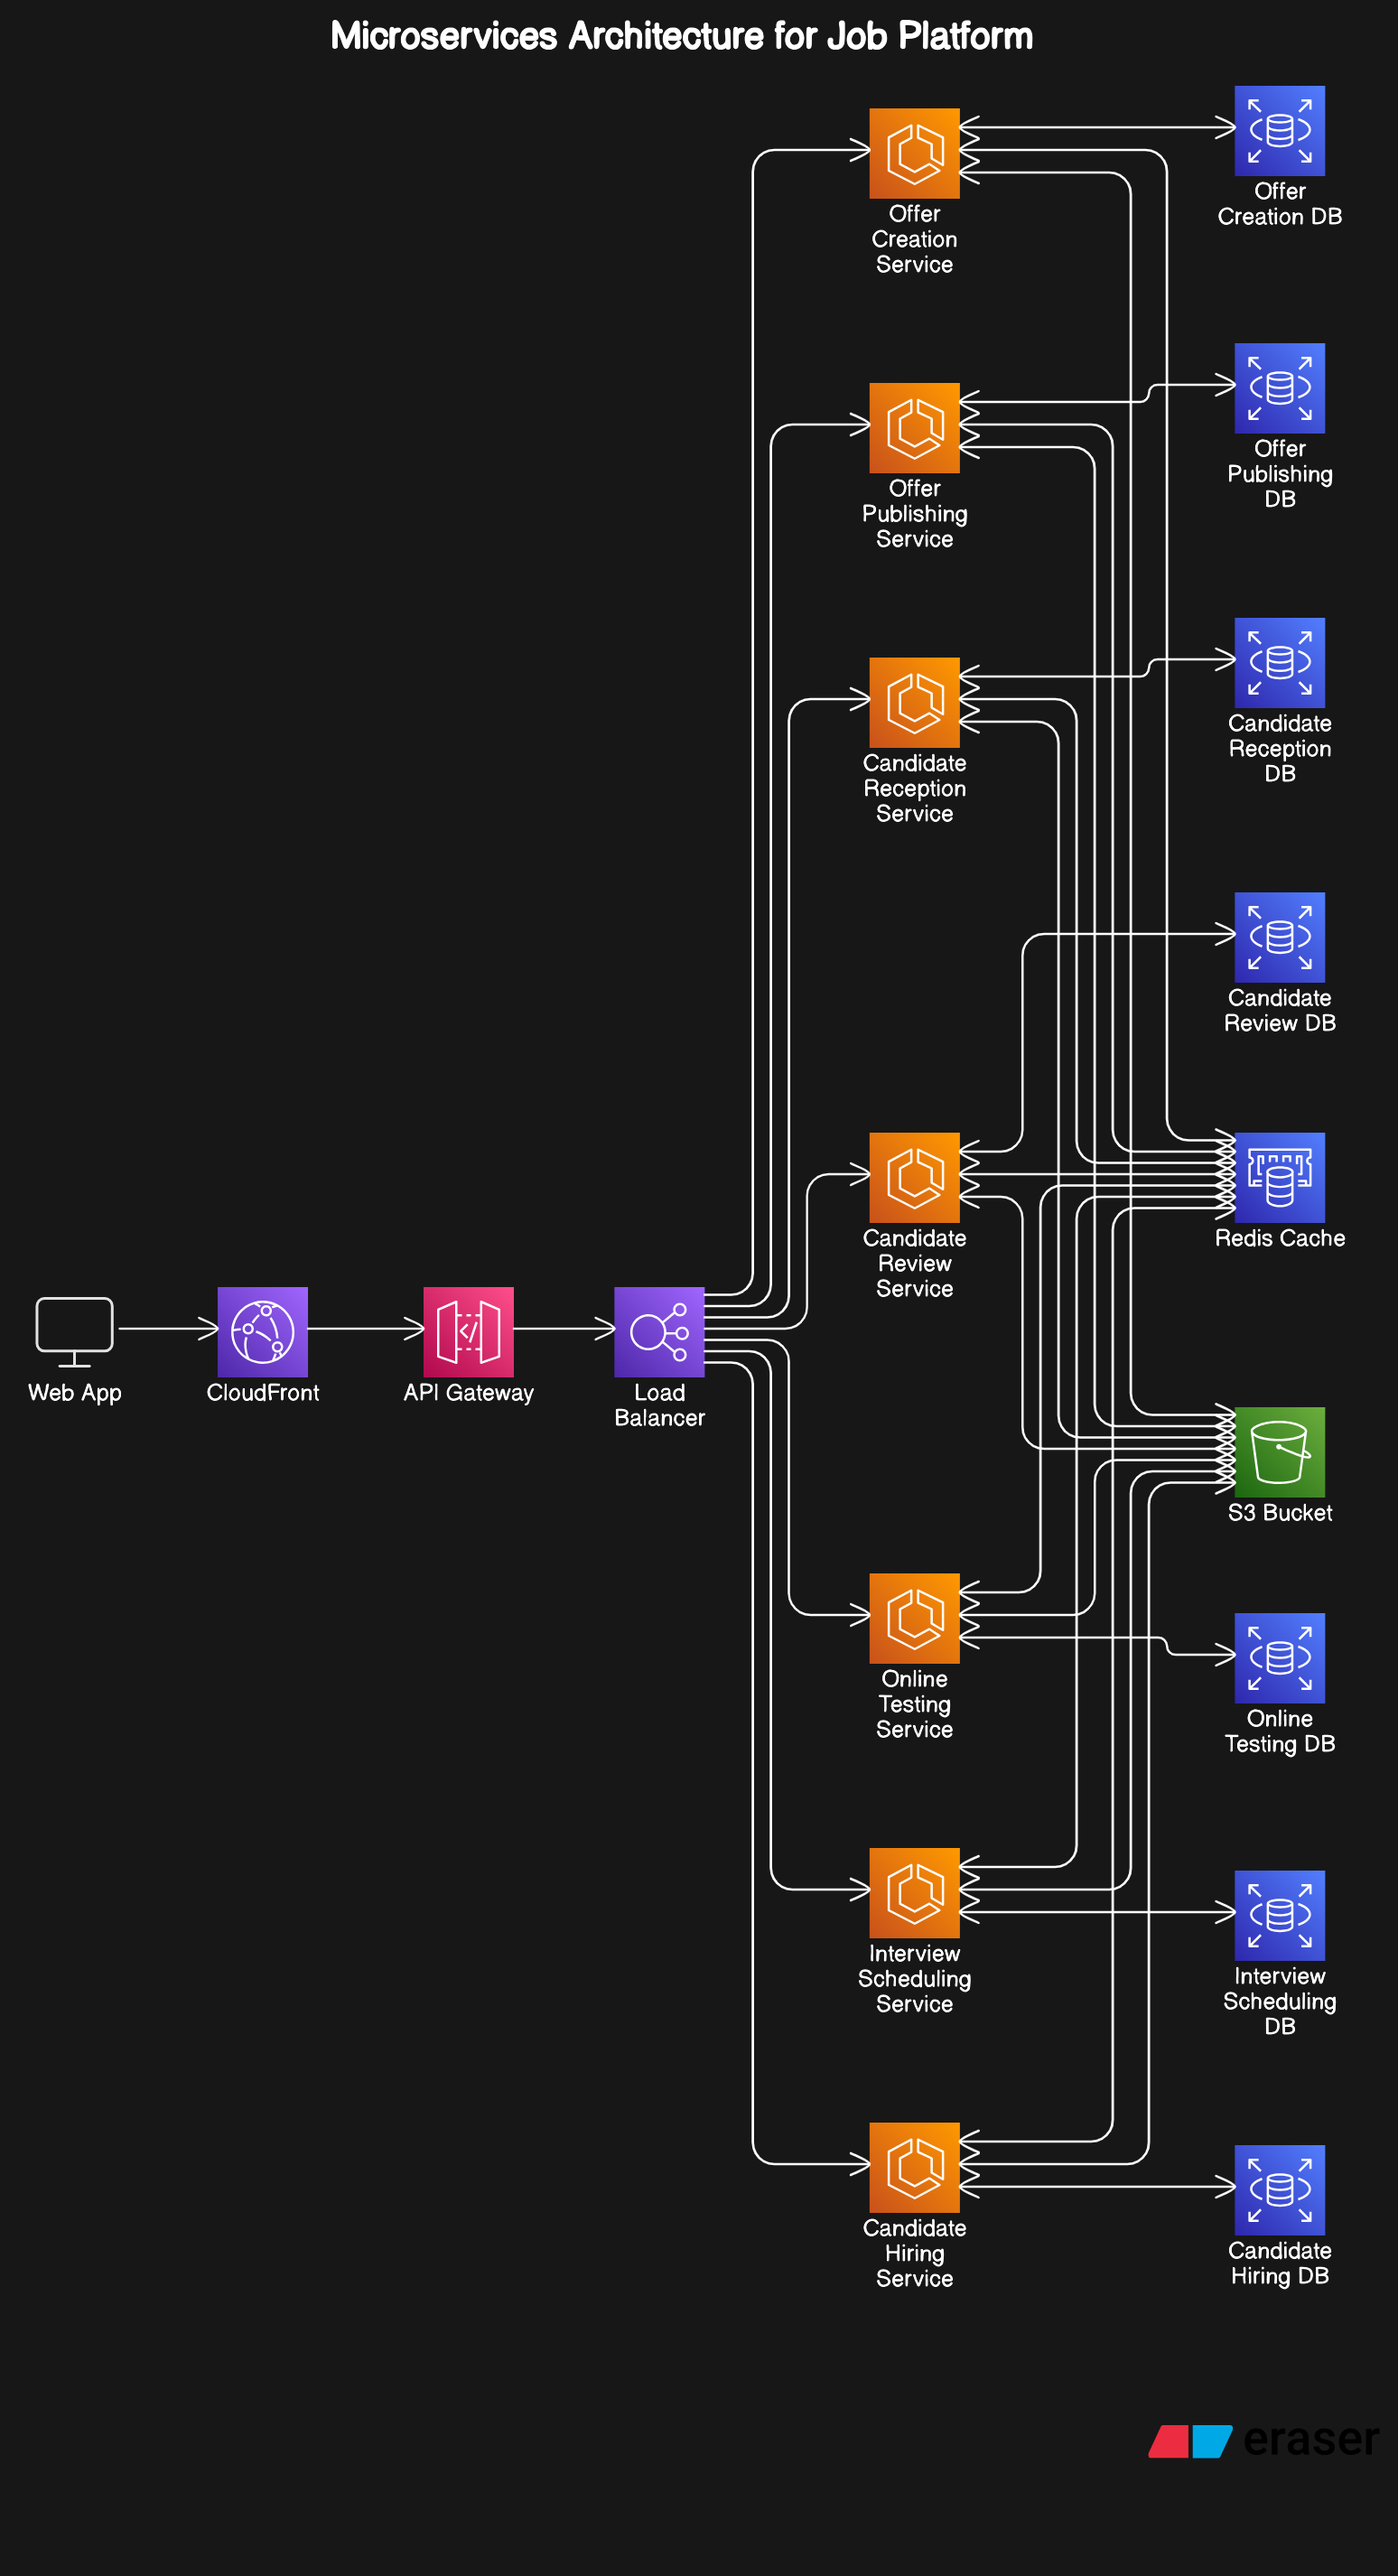 Microservices Architecture for Job Platform
Offer
Creation
Service
Offer
Creation DB
Offer
Publishing
Service
Offer
Publishing
DB
Candidate
Reception
Service
Candidate
Reception
DB
Candidate
Review DB
Candidate
Review
Service
Redis Cache
Web App
CloudFront
API Gateway
Load
Balancer
S3 Bucket
Online
Testing
Service
Online
Testing DB
Interview
Scheduling
Service
Interview
Scheduling
DB
Candidate
Hiring
Service
Candidate
Hiring DB
eraser